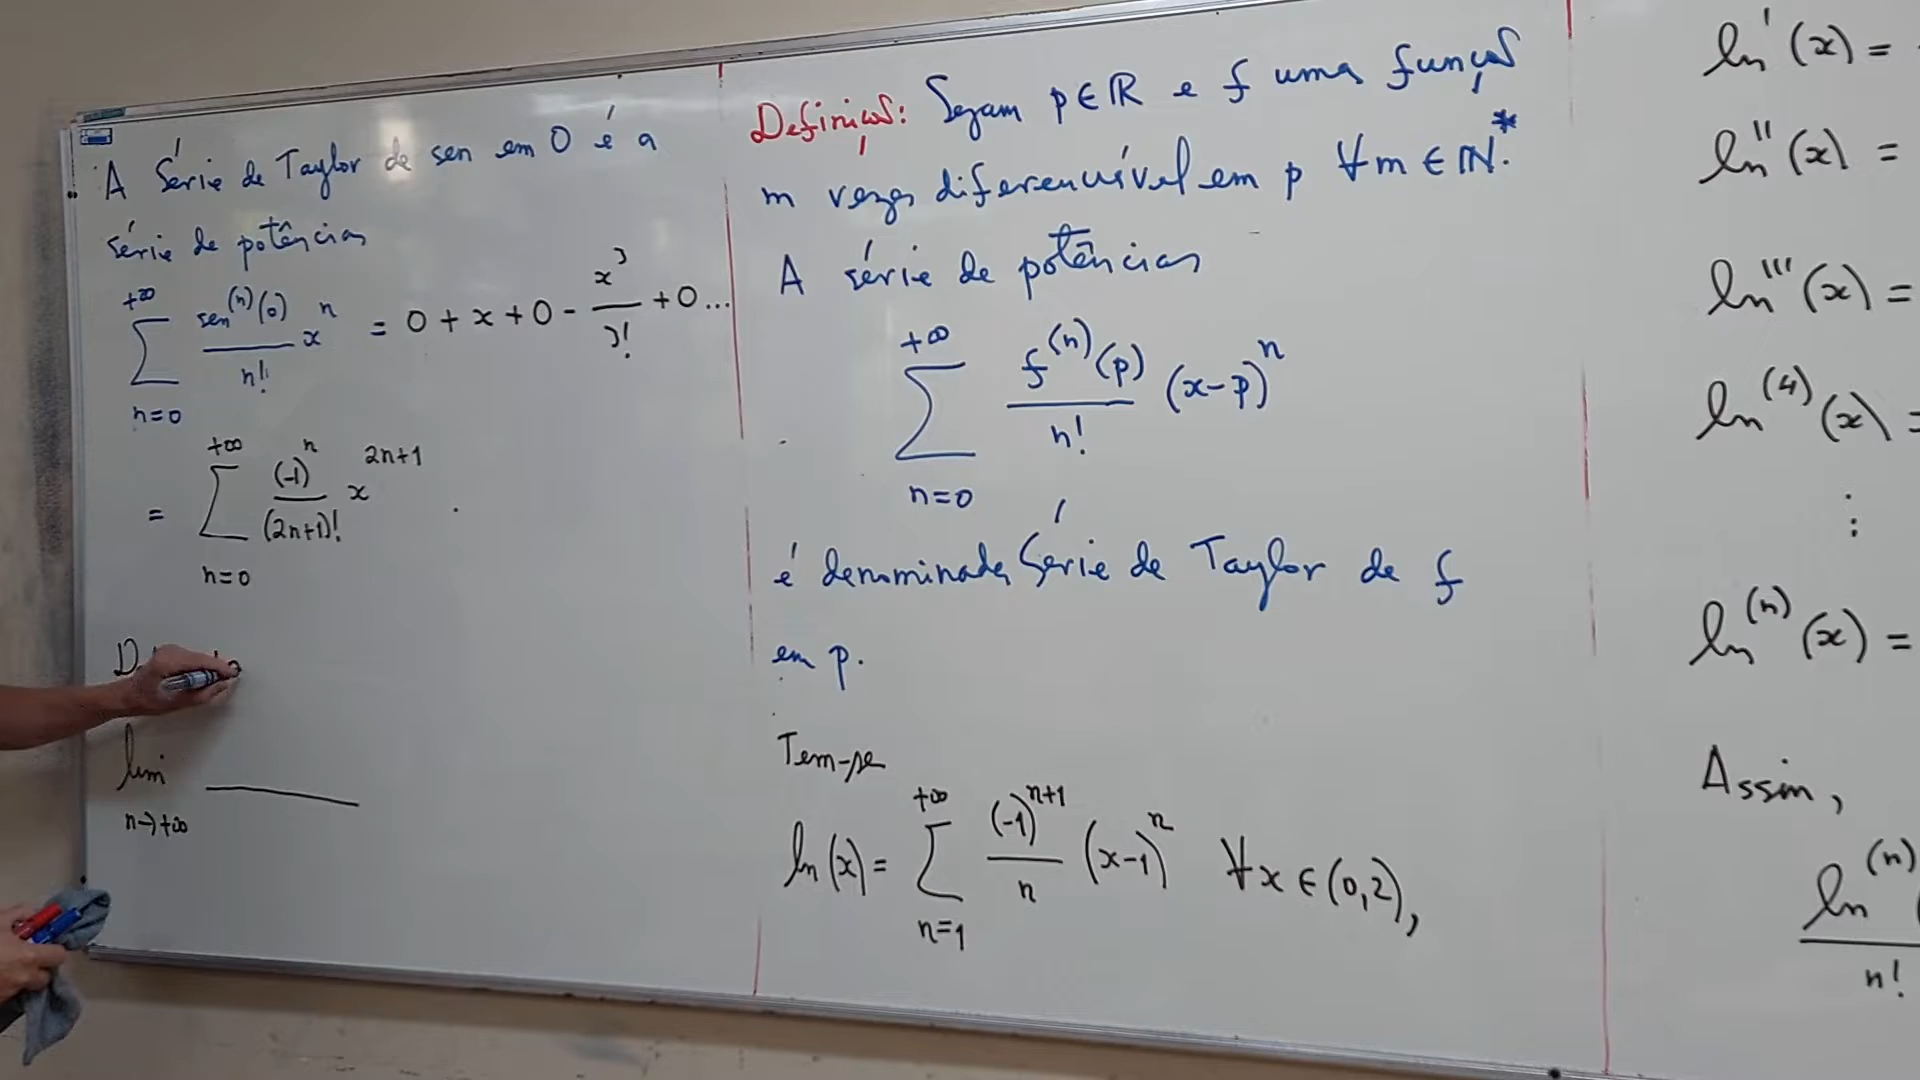 A Série de Taylor de sen em 0 é a
série de potências
+∞ ∑ n=0 sen⁽ⁿ⁾(0)/n! xⁿ = 0 + x + 0 - x³/3! + 0...
= +∞ ∑ n=0 (-1)ⁿ/(2n+1)! x²ⁿ⁺¹.
lim n→+∞
Definição: Sejam p∈ℝ e f uma função
m vezes diferenciável em p ∀m∈ℕ*.
A série de potências
+∞ ∑ n=0 f⁽ⁿ⁾(p)/n! (x-p)ⁿ
é denominada Série de Taylor de f
em p.
Tem-se
ln(x) = +∞ ∑ n=1 (-1)ⁿ⁺¹/n (x-1)ⁿ ∀x∈(0,2),
ln'(x) =
ln''(x) =
ln'''(x) =
ln⁽⁴⁾(x) =
⋮
ln⁽ⁿ⁾(x) =
Assim,
ln⁽ⁿ⁾(
n!